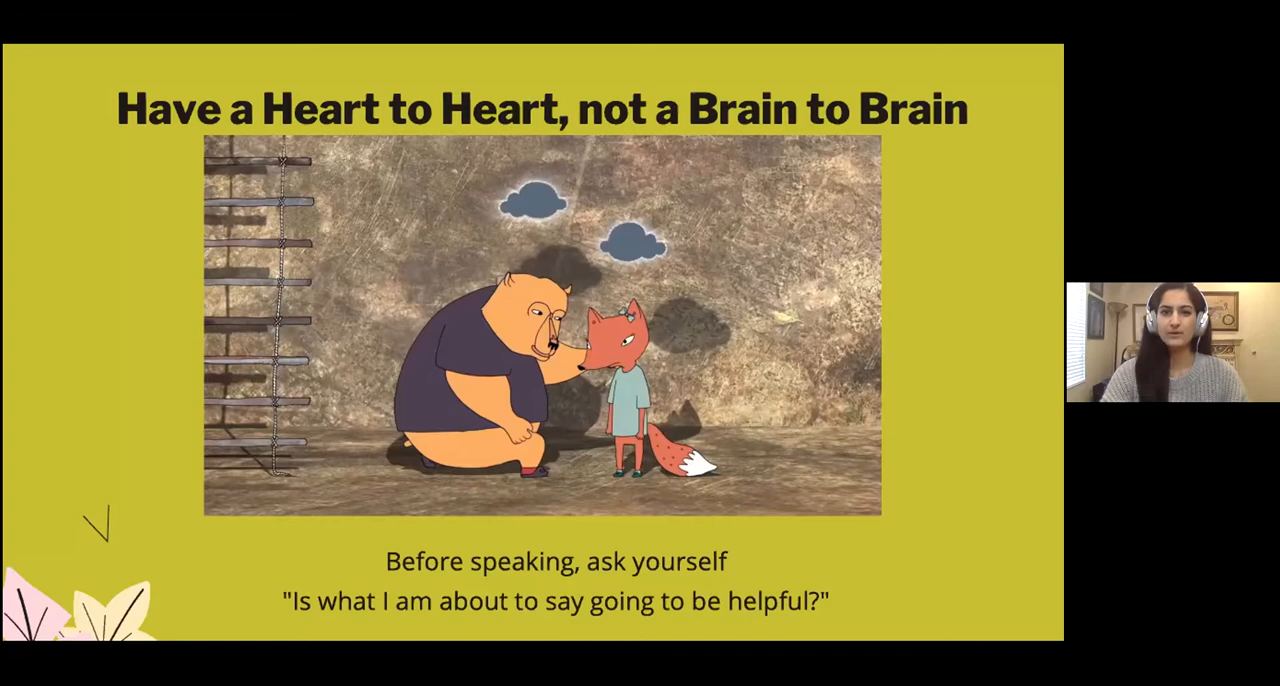 Have a Heart to Heart, not a Brain to Brain
Before speaking, ask yourself
"Is what I am about to say going to be helpful?"